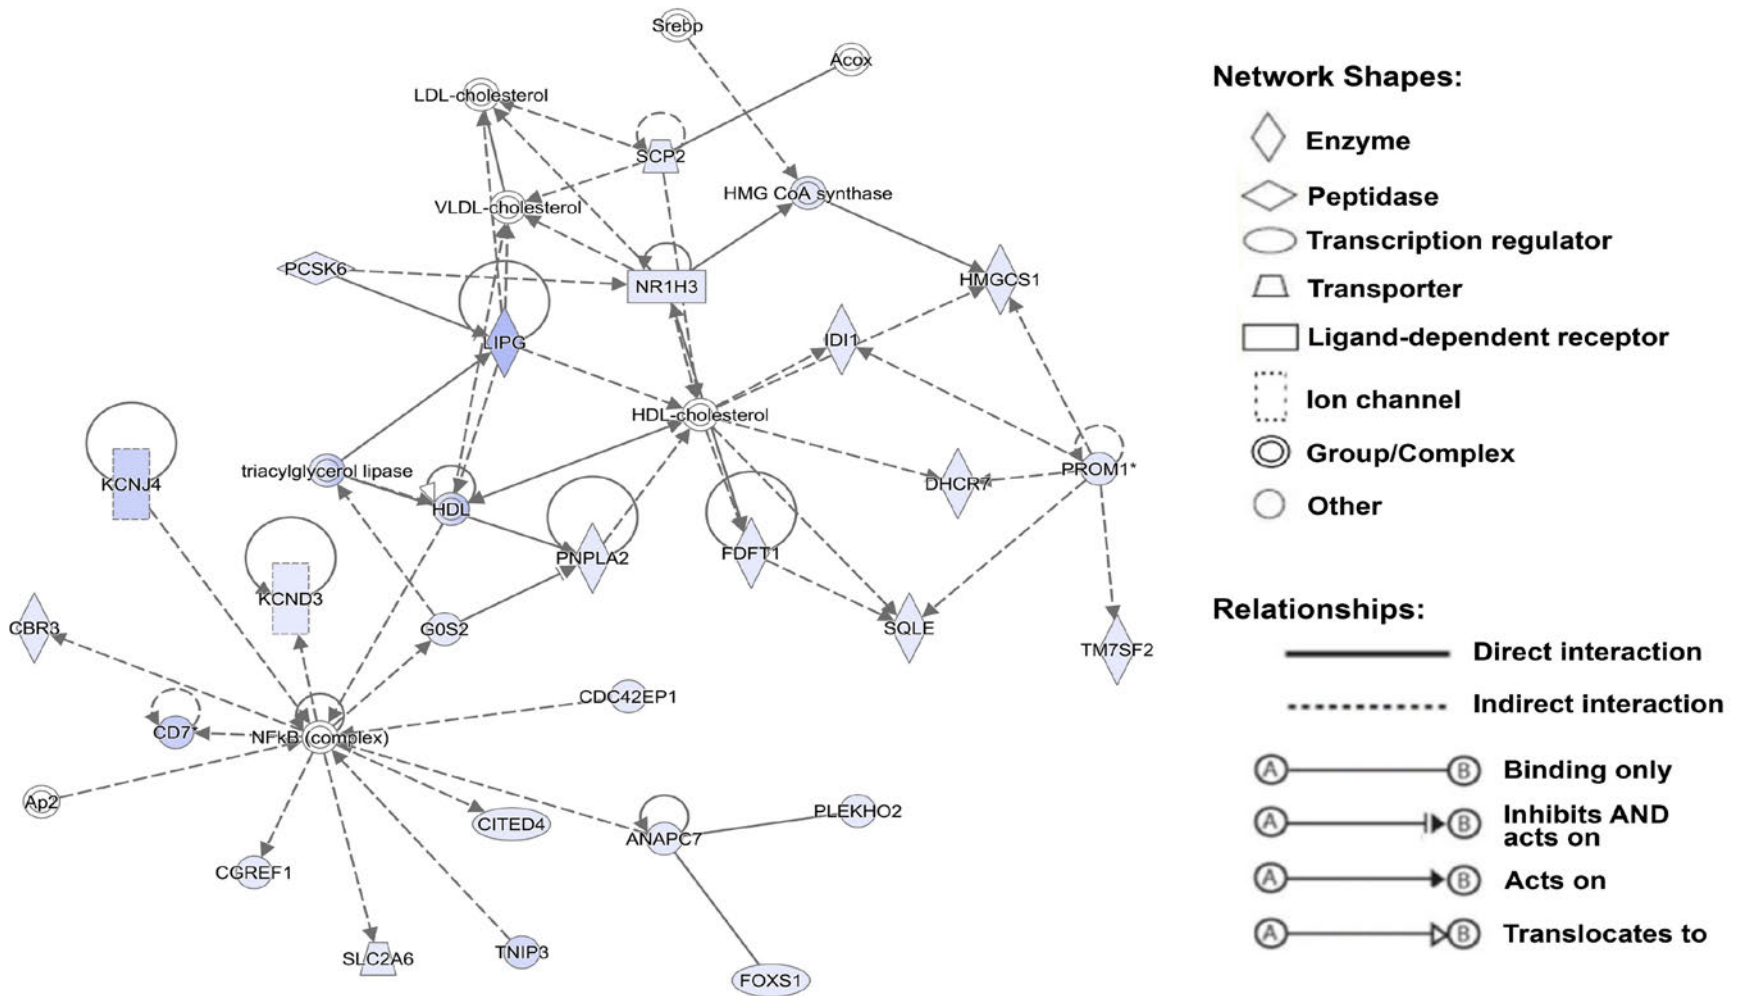 Srebp
Acox
LDL-cholesterol
SCP2
HMG CoA synthase
VLDL-cholesterol
PCSK6
NR1H3
HMGCS1
LIPG
IDI1
HDL-cholesterol
triacylglycerol lipase
PROM1*
KCNJ4
DHCR7
HDL
PNPLA2
FDFT1
KCND3
CBR3
G0S2
SQLE
TM7SF2
CDC42EP1
CD7
NFkB (complex)
Ap2
CITED4
ANAPC7
PLEKHO2
CGREF1
SLC2A6
TNIP3
FOXS1
Network Shapes:
Enzyme
Peptidase
Transcription regulator
Transporter
Ligand-dependent receptor
Ion channel
Group/Complex
Other
Relationships:
Direct interaction
Indirect interaction
A B Binding only
A B Inhibits AND
acts on
A B Acts on
A B Translocates to